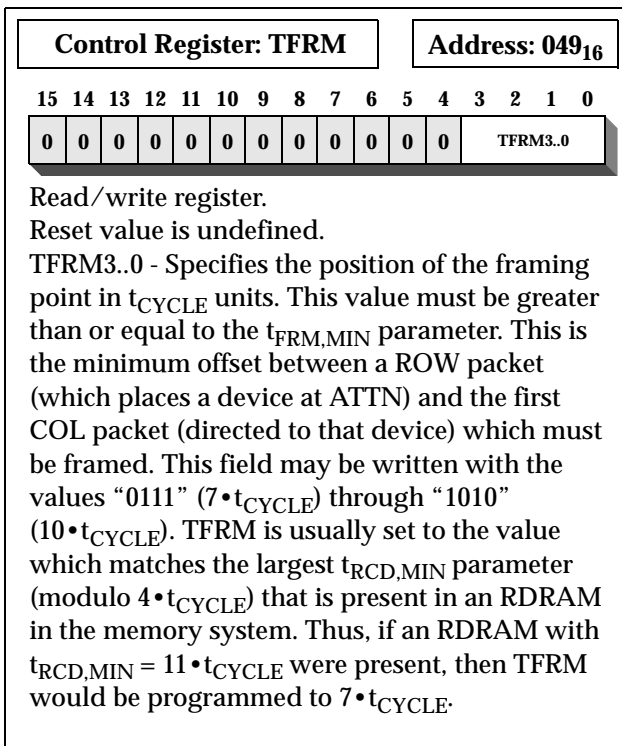 Control Register: TFRM
Address: 049₁₆
15 14 13 12 11 10 9 8 7 6 5 4 3 2 1 0
0 0 0 0 0 0 0 0 0 0 0 0 TFRM3..0
Read/write register.
Reset value is undefined.
TFRM3..0 - Specifies the position of the framing
point in tCYCLE units. This value must be greater
than or equal to the tFRM,MIN parameter. This is
the minimum offset between a ROW packet
(which places a device at ATTN) and the first
COL packet (directed to that device) which must
be framed. This field may be written with the
values “0111” (7•tCYCLE) through “1010”
(10•tCYCLE). TFRM is usually set to the value
which matches the largest tRCD,MIN parameter
(modulo 4•tCYCLE) that is present in an RDRAM
in the memory system. Thus, if an RDRAM with
tRCD,MIN = 11•tCYCLE were present, then TFRM
would be programmed to 7•tCYCLE.